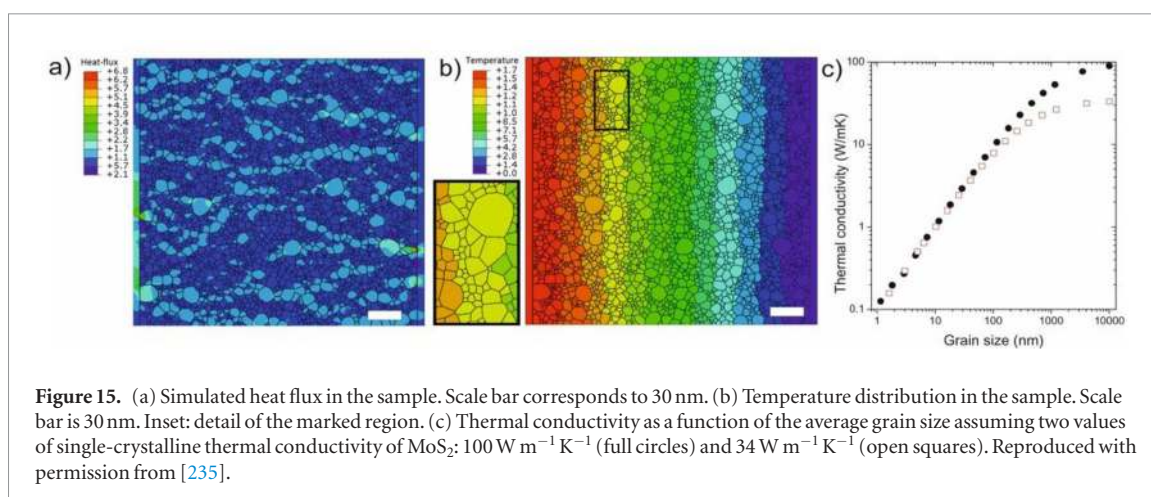 a)
Heat-flux
+6.8
+6.2
+5.7
+5.1
+4.5
+3.9
+3.4
+2.8
+2.2
+1.7
+1.1
+5.7
+2.1
b)
Temperature
+1.7
+1.5
+1.4
+1.2
+1.1
+1.0
+8.5
+7.1
+5.7
+4.2
+2.8
+1.4
+0.0
c)
Thermal conductivity (W/mK)
100
10
1
0.1
1 10 100 1000 10000
Grain size (nm)
Figure 15. (a) Simulated heat flux in the sample. Scale bar corresponds to 30 nm. (b) Temperature distribution in the sample. Scale
bar is 30 nm. Inset: detail of the marked region. (c) Thermal conductivity as a function of the average grain size assuming two values
of single-crystalline thermal conductivity of MoS₂: 100 W m⁻¹ K⁻¹ (full circles) and 34 W m⁻¹ K⁻¹ (open squares). Reproduced with
permission from [235].